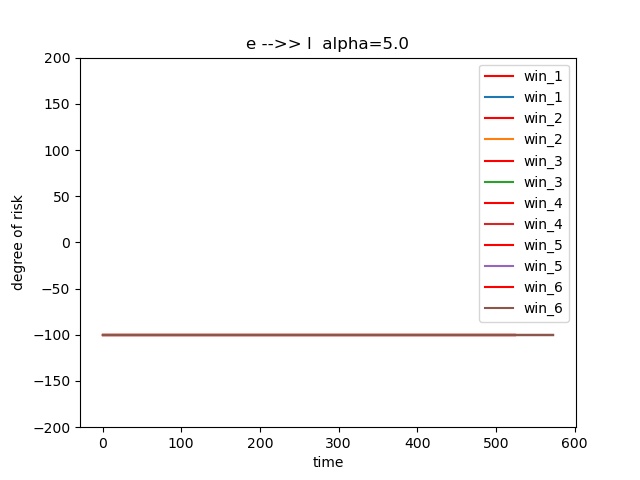 e -->> I  alpha=5.0
degree of risk
200
150
100
50
0
−50
−100
−150
−200
win_1
win_1
win_2
win_2
win_3
win_3
win_4
win_4
win_5
win_5
win_6
win_6
0 100 200 300 400 500 600
time